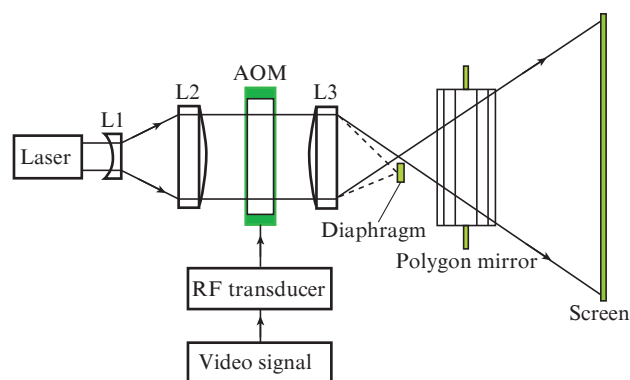 AOM
L2
L3
L1
Laser
Diaphragm
Polygon mirror
RF transducer
Screen
Video signal